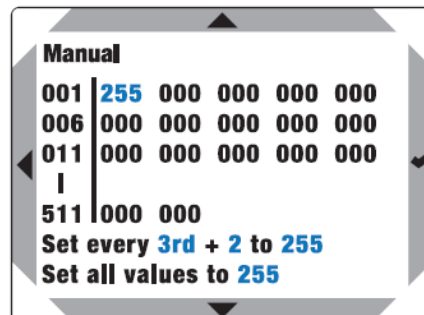 Manual
001 255 000 000 000 000
006 000 000 000 000 000
011 000 000 000 000 000
511 000 000
Set every 3rd + 2 to 255
Set all values to 255